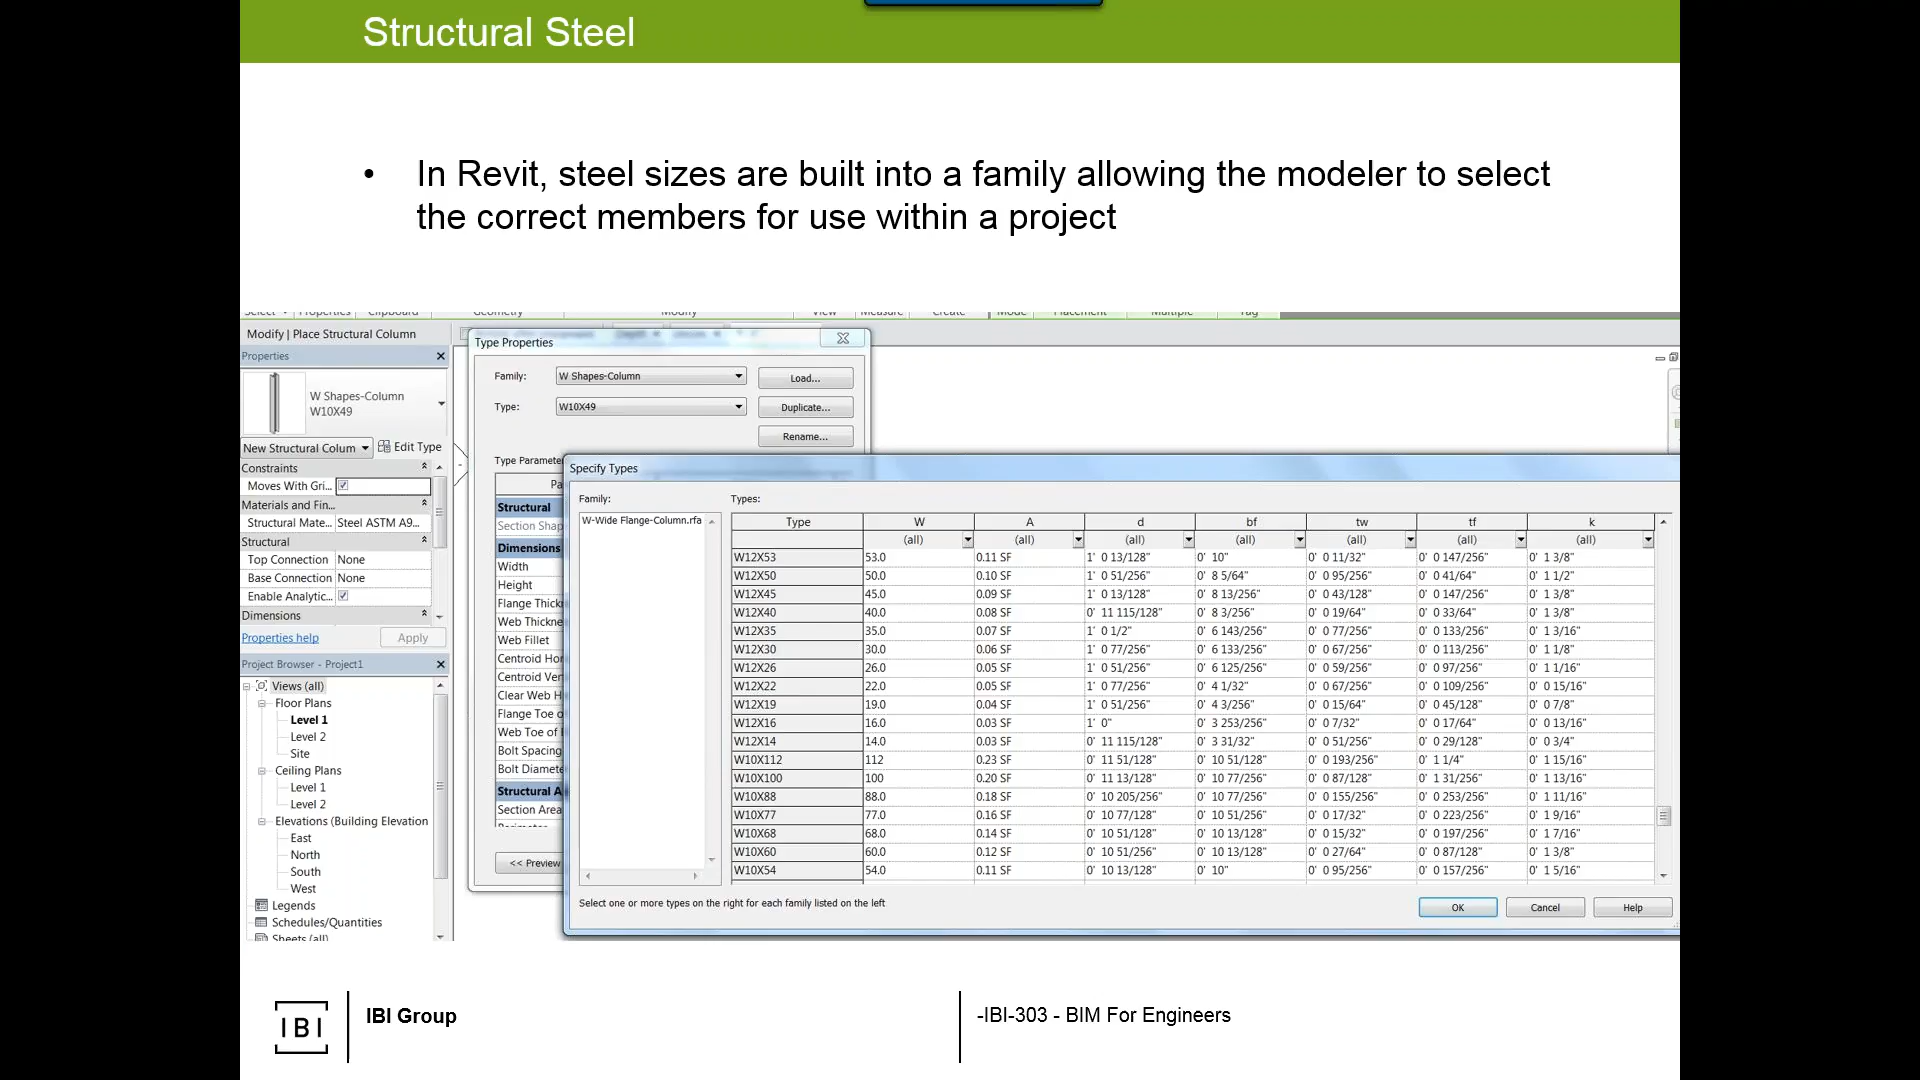 Structural Steel
• In Revit, steel sizes are built into a family allowing the modeler to select
the correct members for use within a project
Modify
Modify | Place Structural Column
Properties
W Shapes-Column
W10X49
New Structural Colum
Edit Type
Constraints
Moves With Gri...
Materials and Fin...
Structural Mate... Steel ASTM A9...
Structural
Top Connection None
Base Connection None
Enable Analytic...
Dimensions
Properties help
Apply
Project Browser - Project1
Views (all)
Floor Plans
Level 1
Level 2
Site
Ceiling Plans
Level 1
Level 2
Elevations (Building Elevation
East
North
South
West
Legends
Schedules/Quantities
Sheets (all)
Type Properties
Family: W Shapes-Column Load...
Type: W10X49 Duplicate...
Rename...
Type Paramete
Pa
Structural
Section Shap
Dimensions
Width
Height
Flange Thick
Web Thickne
Web Fillet
Centroid Hor
Centroid Ver
Clear Web H
Flange Toe o
Web Toe of
Bolt Spacing
Bolt Diamete
Structural A
Section Area
<< Preview
Specify Types
Family:
W-Wide Flange-Column.rfa
Types:
Type W A d bf tw tf k
(all) (all) (all) (all) (all) (all) (all)
W12X53 53.0 0.11 SF 1' 0 13/128" 0' 10" 0' 0 11/32" 0' 0 147/256" 0' 1 3/8"
W12X50 50.0 0.10 SF 1' 0 51/256" 0' 8 5/64" 0' 0 95/256" 0' 0 41/64" 0' 1 1/2"
W12X45 45.0 0.09 SF 1' 0 13/128" 0' 8 13/256" 0' 0 43/128" 0' 0 147/256" 0' 1 3/8"
W12X40 40.0 0.08 SF 0' 11 115/128" 0' 8 3/256" 0' 0 19/64" 0' 0 33/64" 0' 1 3/8"
W12X35 35.0 0.07 SF 1' 0 1/2" 0' 6 143/256" 0' 0 77/256" 0' 0 133/256" 0' 1 3/16"
W12X30 30.0 0.06 SF 1' 0 77/256" 0' 6 133/256" 0' 0 67/256" 0' 0 113/256" 0' 1 1/8"
W12X26 26.0 0.05 SF 1' 0 51/256" 0' 6 125/256" 0' 0 59/256" 0' 0 97/256" 0' 1 1/16"
W12X22 22.0 0.05 SF 1' 0 77/256" 0' 4 1/32" 0' 0 67/256" 0' 0 109/256" 0' 0 15/16"
W12X19 19.0 0.04 SF 1' 0 51/256" 0' 4 3/256" 0' 0 15/64" 0' 0 45/128" 0' 0 7/8"
W12X16 16.0 0.03 SF 1' 0" 0' 3 253/256" 0' 0 7/32" 0' 0 17/64" 0' 0 13/16"
W12X14 14.0 0.03 SF 0' 11 115/128" 0' 3 31/32" 0' 0 51/256" 0' 0 29/128" 0' 0 3/4"
W10X112 112 0.23 SF 0' 11 51/128" 0' 10 51/128" 0' 0 193/256" 0' 1 1/4" 0' 1 15/16"
W10X100 100 0.20 SF 0' 11 13/128" 0' 10 77/256" 0' 0 87/128" 0' 1 31/256" 0' 1 13/16"
W10X88 88.0 0.18 SF 0' 10 205/256" 0' 10 77/256" 0' 0 155/256" 0' 0 253/256" 0' 1 11/16"
W10X77 77.0 0.16 SF 0' 10 77/128" 0' 10 51/256" 0' 0 17/32" 0' 0 223/256" 0' 1 9/16"
W10X68 68.0 0.14 SF 0' 10 51/128" 0' 10 13/128" 0' 0 15/32" 0' 0 197/256" 0' 1 7/16"
W10X60 60.0 0.12 SF 0' 10 51/256" 0' 10 13/128" 0' 0 27/64" 0' 0 87/128" 0' 1 3/8"
W10X54 54.0 0.11 SF 0' 10 13/128" 0' 10" 0' 0 95/256" 0' 0 157/256" 0' 1 5/16"
Select one or more types on the right for each family listed on the left
OK Cancel Help
IBI
IBI Group
-IBI-303 - BIM For Engineers